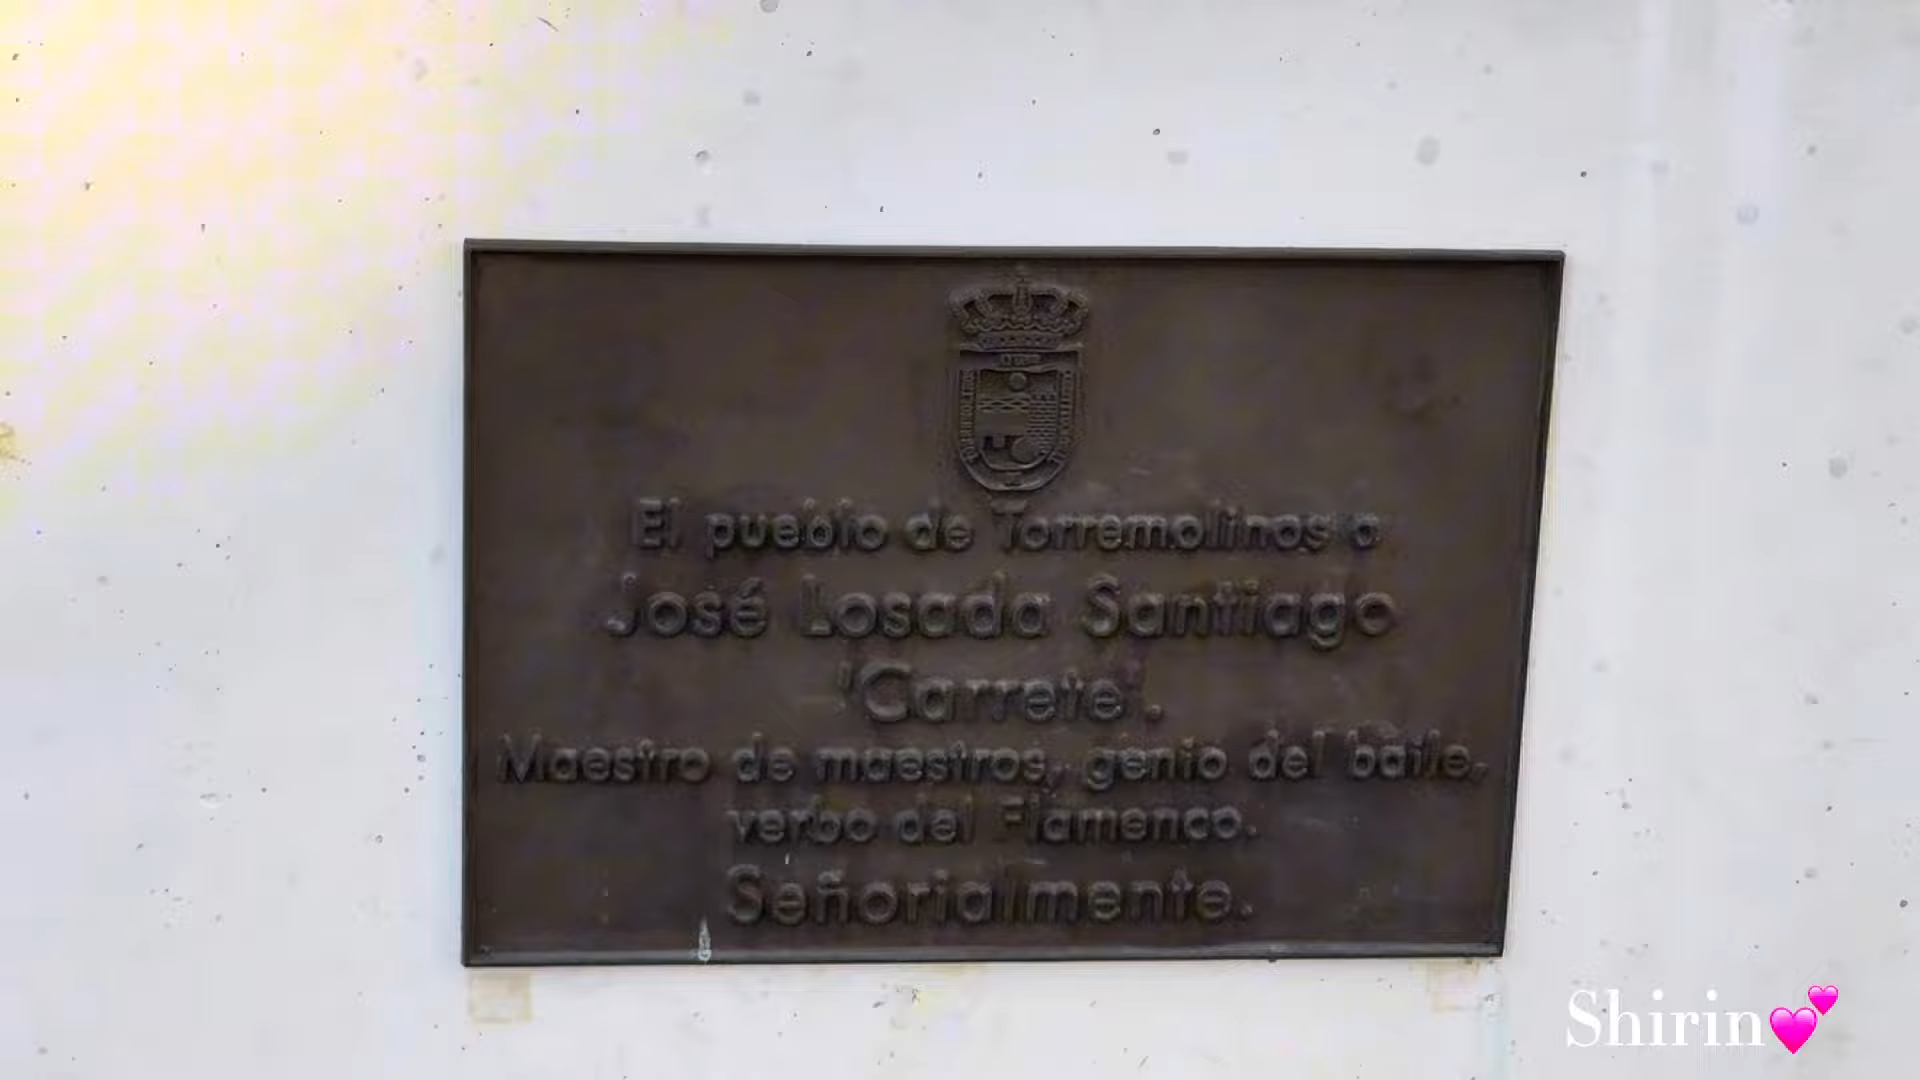 El pueblo de Torremolinos a
José Losada Santiago
'Carrete'.
Maestro de maestros, genio del baile,
verbo del Flamenco.
Señorialmente.
Shirin💕